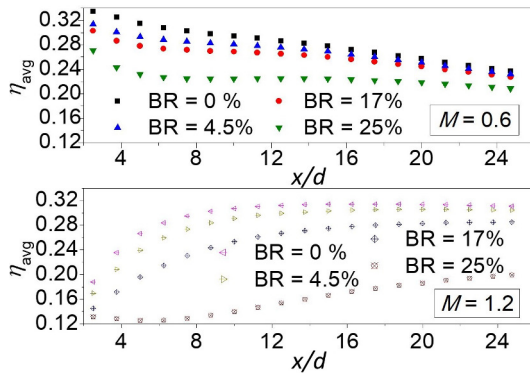 0.32
0.28
0.24
0.20
0.16
0.12
ηavg
BR = 0 %
BR = 17%
BR = 4.5%
BR = 25%
M = 0.6
4 8 12 16 20 24
x/d
0.32
0.28
0.24
0.20
0.16
0.12
ηavg
BR = 0 %
BR = 4.5%
BR = 17%
BR = 25%
M = 1.2
4 8 12 16 20 24
x/d